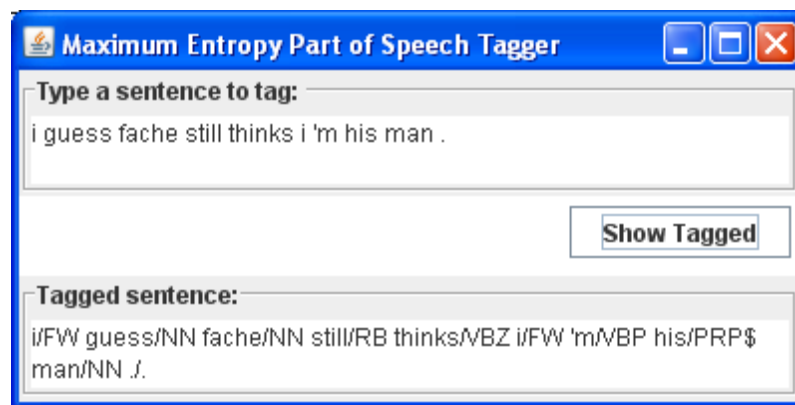 Maximum Entropy Part of Speech Tagger
Type a sentence to tag:
i guess fache still thinks i 'm his man .
Show Tagged
Tagged sentence:
i/FW guess/NN fache/NN still/RB thinks/VBZ i/FW 'm/VBP his/PRP$
man/NN ./.